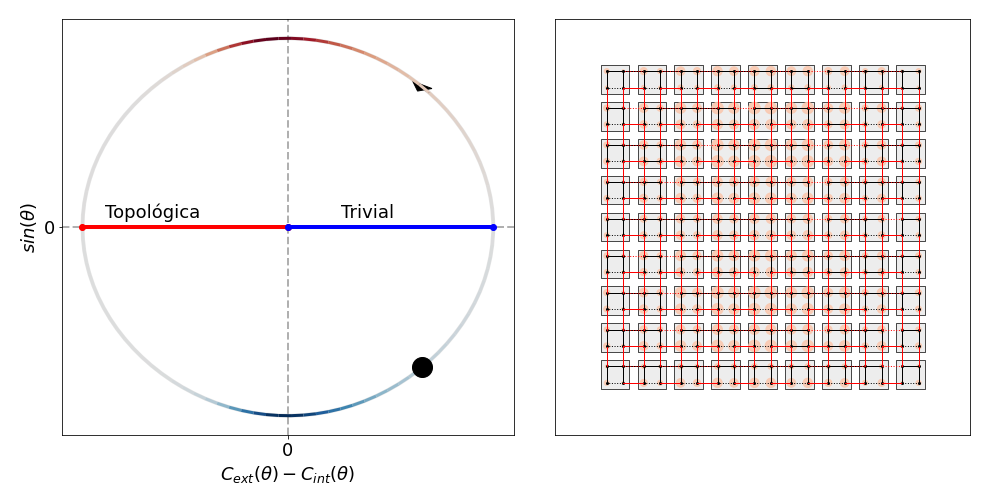 Topológica
Trivial
sin(θ)
0
0
C_ext(θ) − C_int(θ)